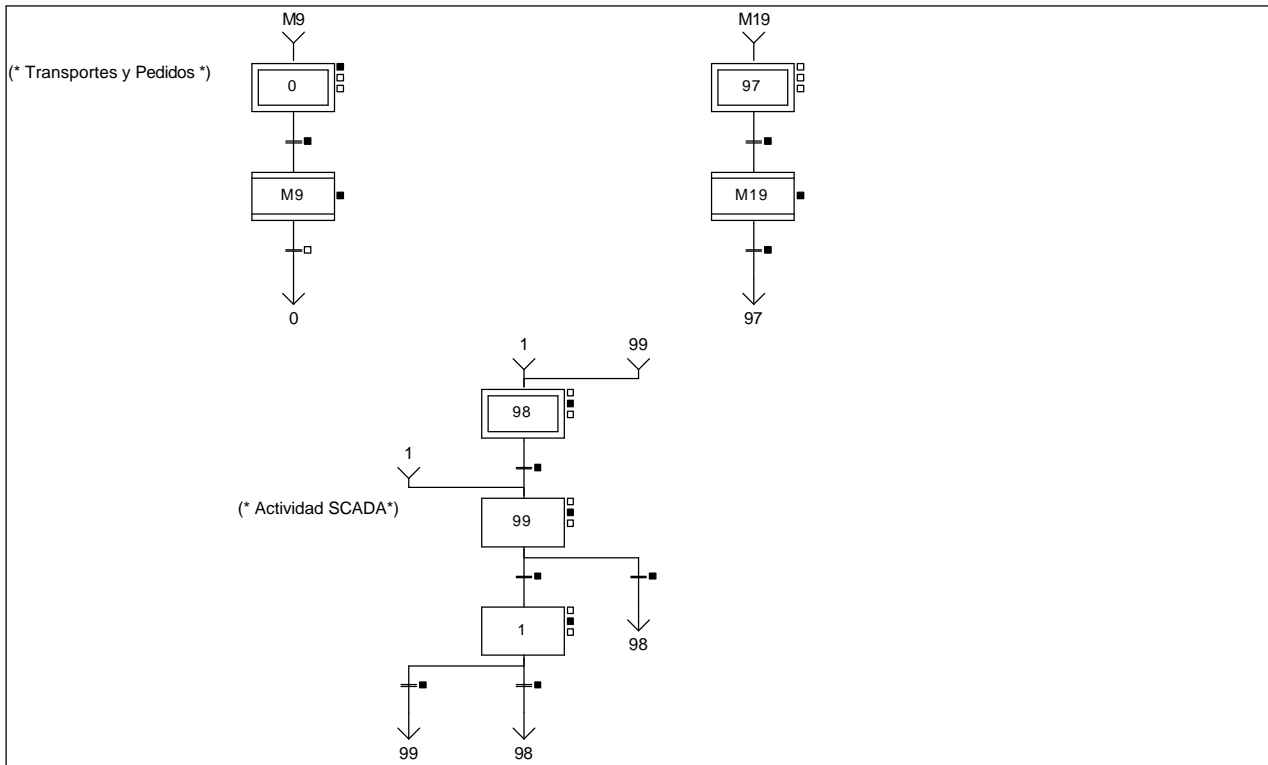 M9
M19
(* Transportes y Pedidos *)
0
97
M9
M19
0
97
1
99
98
1
(* Actividad SCADA*)
99
1
98
99
98